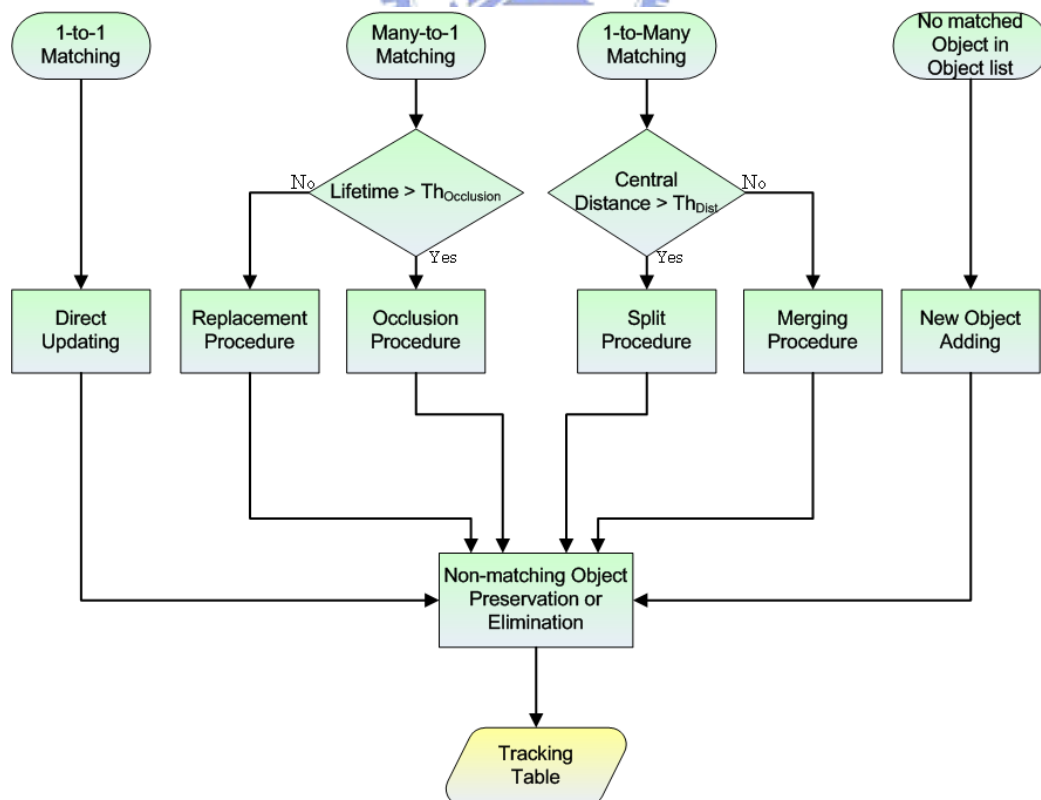 1-to-1
Matching
Many-to-1
Matching
1-to-Many
Matching
No matched
Object in
Object list
No
Lifetime > ThOcclusion
Yes
Central
Distance > ThDist
No
Yes
Direct
Updating
Replacement
Procedure
Occlusion
Procedure
Split
Procedure
Merging
Procedure
New Object
Adding
Non-matching Object
Preservation or
Elimination
Tracking
Table